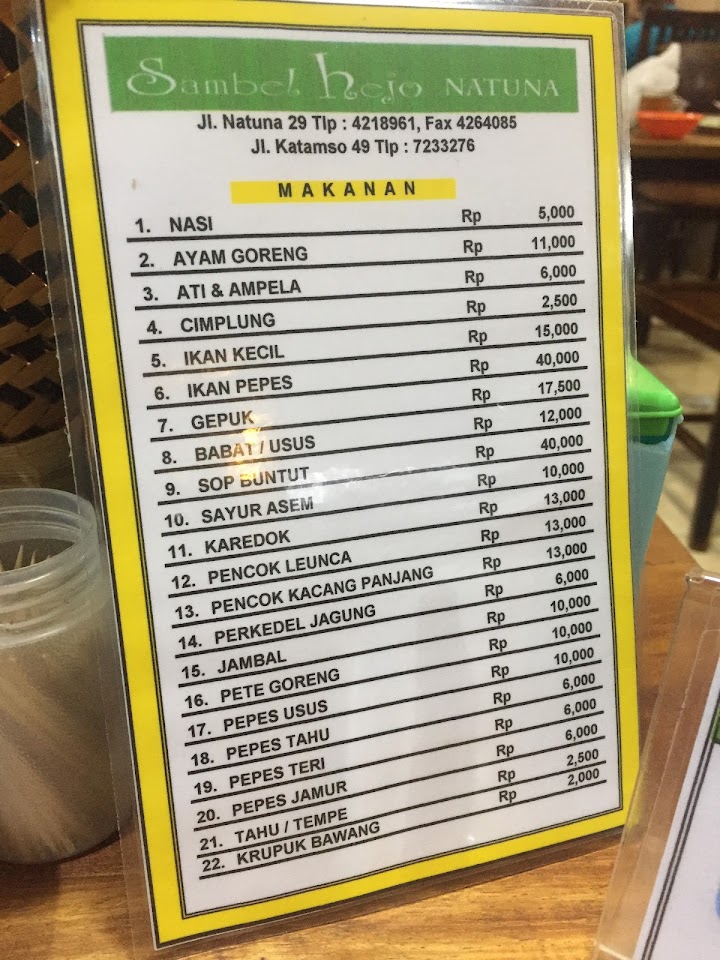 Sambel hejo NATUNA
Jl. Natuna 29 Tlp : 4218961, Fax 4264085
Jl. Katamso 49 Tlp : 7233276
MAKANAN
1. NASI Rp 5,000
2. AYAM GORENG Rp 11,000
3. ATI & AMPELA Rp 6,000
4. CIMPLUNG Rp 2,500
5. IKAN KECIL Rp 15,000
6. IKAN PEPES Rp 40,000
7. GEPUK Rp 17,500
8. BABAT / USUS Rp 12,000
9. SOP BUNTUT Rp 40,000
10. SAYUR ASEM Rp 10,000
11. KAREDOK Rp 13,000
12. PENCOK LEUNCA Rp 13,000
13. PENCOK KACANG PANJANG Rp 13,000
14. PERKEDEL JAGUNG Rp 6,000
15. JAMBAL Rp 10,000
16. PETE GORENG Rp 10,000
17. PEPES USUS Rp 10,000
18. PEPES TAHU Rp 6,000
19. PEPES TERI Rp 6,000
20. PEPES JAMUR Rp 6,000
21. TAHU / TEMPE Rp 2,500
22. KRUPUK BAWANG Rp 2,000